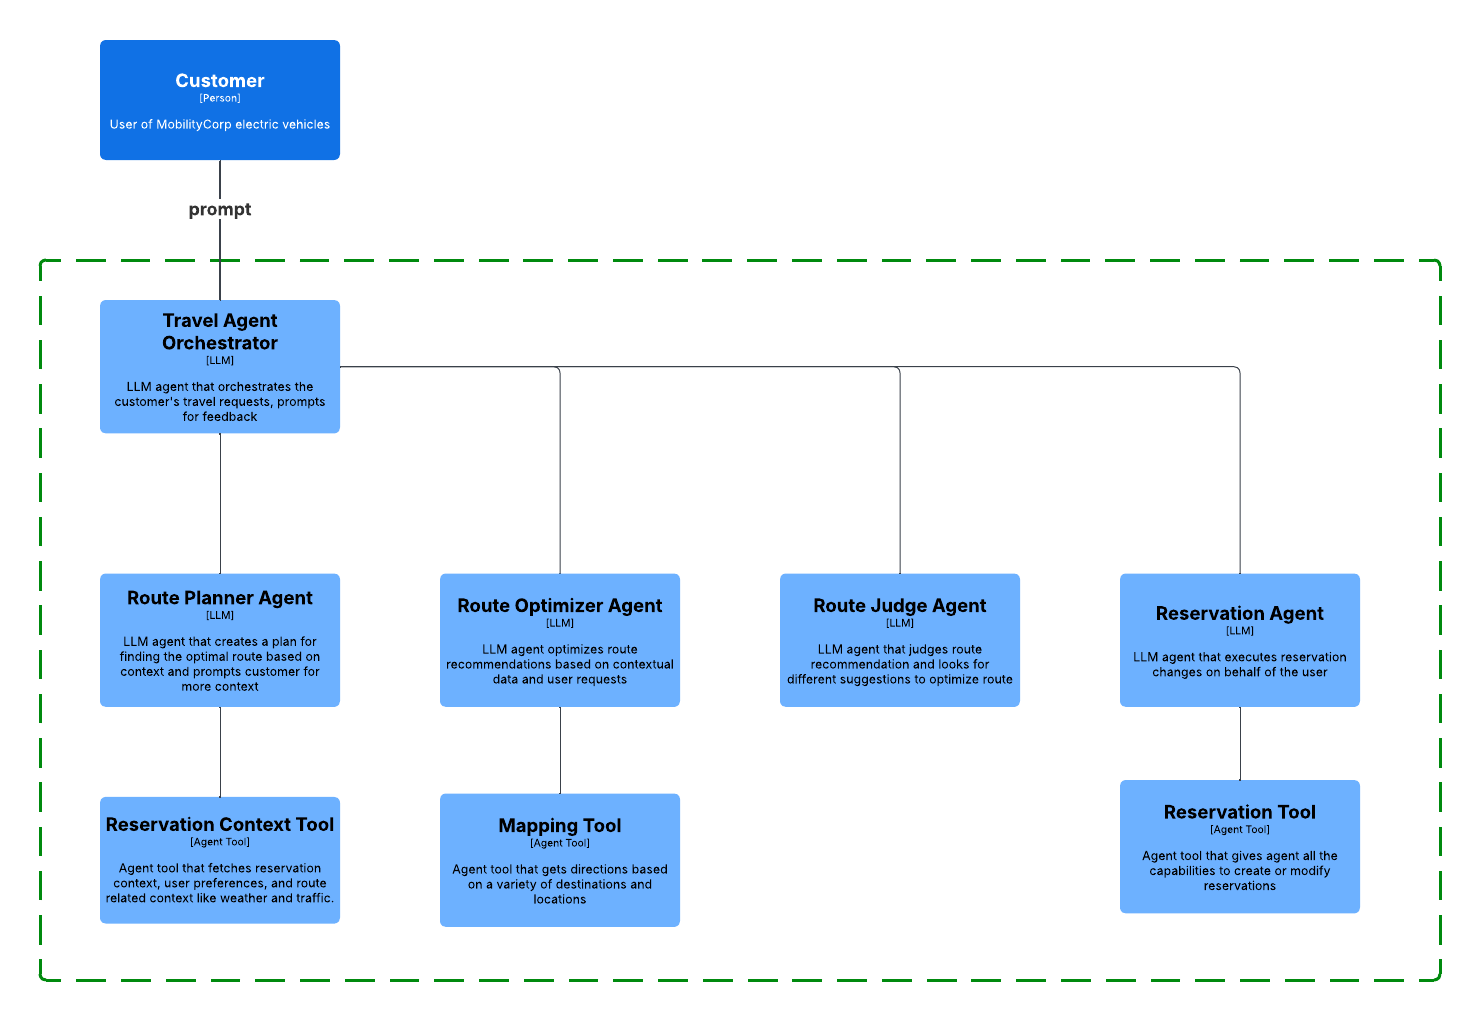 Customer
[Person]
User of MobilityCorp electric vehicles
prompt
Travel Agent
Orchestrator
[LLM]
LLM agent that orchestrates the
customer's travel requests, prompts
for feedback
Route Planner Agent
[LLM]
LLM agent that creates a plan for
finding the optimal route based on
context and prompts customer for
more context
Route Optimizer Agent
[LLM]
LLM agent optimizes route
recommendations based on contextual
data and user requests
Route Judge Agent
[LLM]
LLM agent that judges route
recommendation and looks for
different suggestions to optimize route
Reservation Agent
[LLM]
LLM agent that executes reservation
changes on behalf of the user
Reservation Context Tool
[Agent Tool]
Agent tool that fetches reservation
context, user preferences, and route
related context like weather and traffic.
Mapping Tool
[Agent Tool]
Agent tool that gets directions based
on a variety of destinations and
locations
Reservation Tool
[Agent Tool]
Agent tool that gives agent all the
capabilities to create or modify
reservations